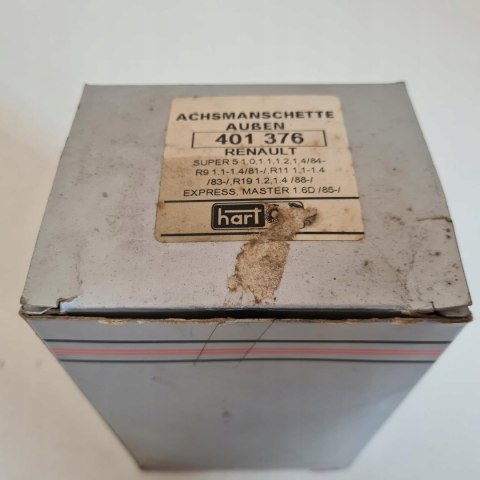 ACHSMANSCHETTE
AUßEN
401 376
RENAULT
SUPER 5 1,0,1,1,1,2,1,4/84-
R9 1,1-1,4/81-/,R11 1,1-1,4
/83-/,R19 1,2,1,4 /88-/
EXPRESS, MASTER 1.6D /85-/
hart